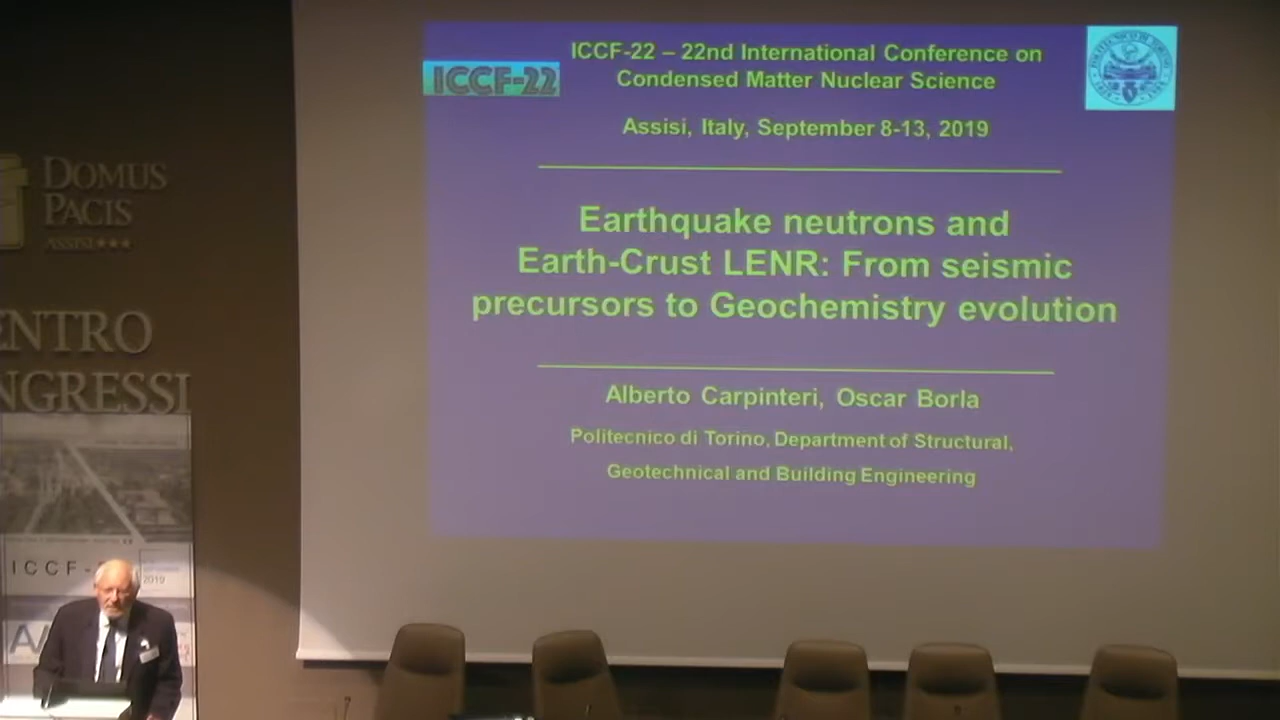 ICCF-22 – 22nd International Conference on
Condensed Matter Nuclear Science
ICCF-22
Assisi, Italy, September 8-13, 2019
Earthquake neutrons and
Earth-Crust LENR: From seismic
precursors to Geochemistry evolution
Alberto Carpinteri, Oscar Borla
Politecnico di Torino, Department of Structural,
Geotechnical and Building Engineering
DOMUS
PACIS
ASSISI★★★
ENTRO
NGRESSI
ICCF-
2019